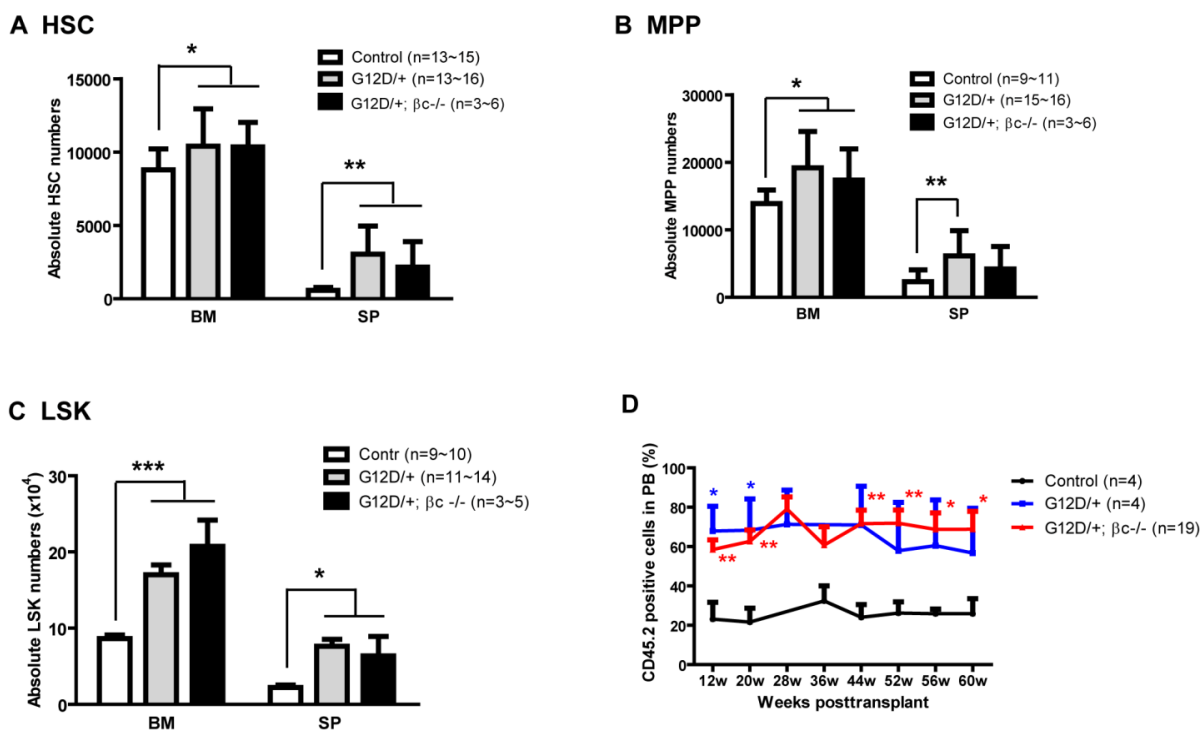 A HSC
*
Control (n=13~15)
G12D/+ (n=13~16)
G12D/+; βc-/- (n=3~6)
**
Absolute HSC numbers
15000
10000
5000
0
BM
SP
B MPP
*
Control (n=9~11)
G12D/+ (n=15~16)
G12D/+; βc-/- (n=3~6)
**
Absolute MPP numbers
30000
20000
10000
0
BM
SP
C LSK
***
Contr (n=9~10)
G12D/+ (n=11~14)
G12D/+; βc -/- (n=3~5)
*
Absolute LSK numbers (x10⁴)
30
20
10
0
BM
SP
D
Control (n=4)
G12D/+ (n=4)
G12D/+; βc-/- (n=19)
CD45.2 positive cells in PB (%)
100
80
60
40
20
0
* * ** ** * *
** **
12w 20w 28w 36w 44w 52w 56w 60w
Weeks posttransplant